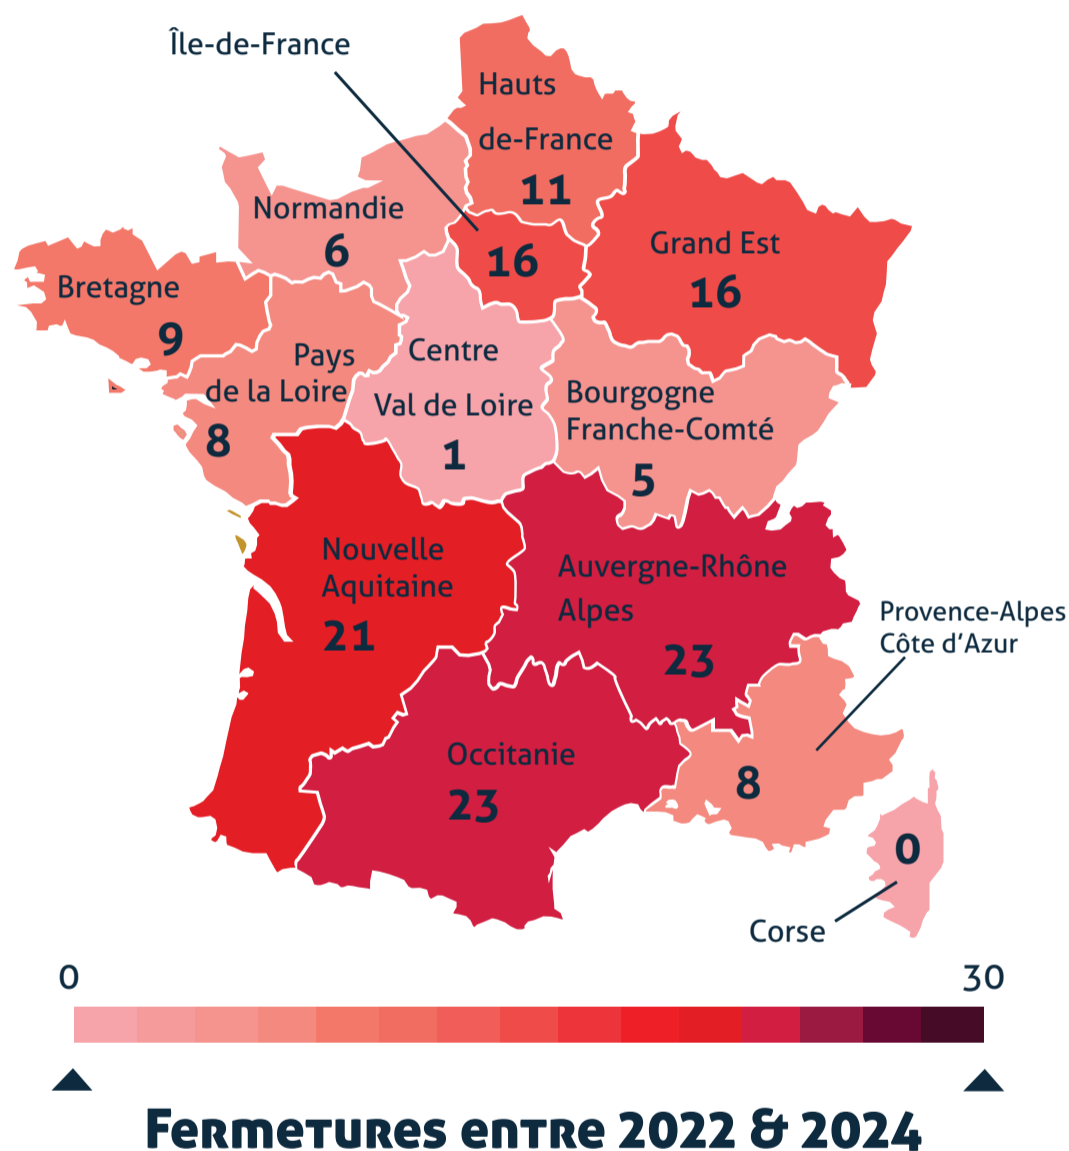 Île-de-France
Hauts
de-France
11
Normandie
6
16
Grand Est
16
Bretagne
9
Pays
de la Loire
8
Centre
Val de Loire
1
Bourgogne
Franche-Comté
5
Nouvelle
Aquitaine
21
Auvergne-Rhône
Alpes
23
Provence-Alpes
Côte d’Azur
8
Occitanie
23
0
Corse
0
30
Fermetures entre 2022 & 2024